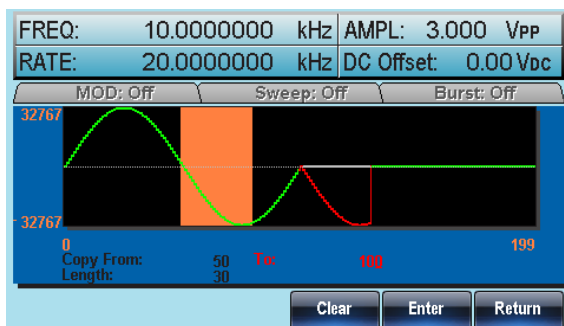 FREQ: 10.0000000 kHz AMPL: 3.000 VPP
RATE: 20.0000000 kHz DC Offset: 0.00 VDC
MOD: Off Sweep: Off Burst: Off
32767
- 32767
0 199
Copy From: 50 To: 100
Length: 30
Clear Enter Return